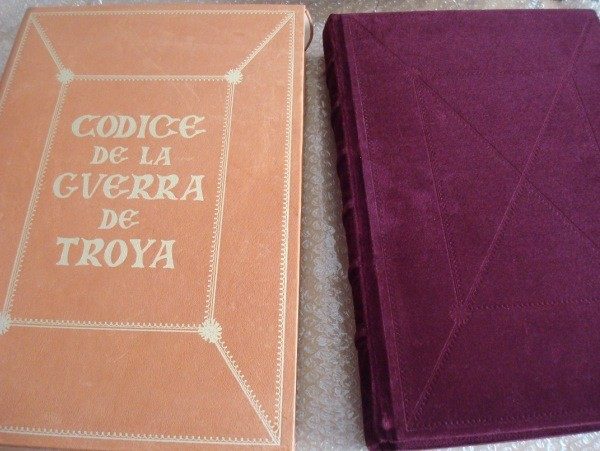 CODICE
DE LA
GVERRA
DE
TROYA